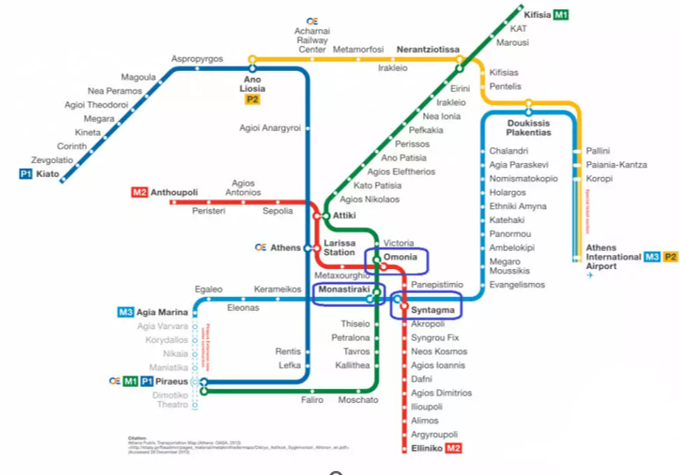 Kifisia M1
KAT
Marousi
OE
Acharnai
Railway
Center
Metamorfosi
Nerantziotissa
Irakleio
Aspropyrgos
Magoula
Nea Peramos
Agioi Theodoroi
Megara
Kineta
Corinth
Zevgolatio
P1 Kiato
Ano
Liosia
P2
Kifisias
Pentelis
Eirini
Irakleio
Nea Ionia
Pefkakia
Perissos
Ano Patisia
Agios Eleftherios
Kato Patisia
Agios Nikolaos
Agioi Anargyroi
Doukissis
Plakentias
Chalandri
Agia Paraskevi
Nomismatokopio
Holargos
Ethniki Amyna
Katehaki
Panormou
Ambelokipi
Megaro
Moussikis
Evangelismos
Pallini
Paiania-Kantza
Koropi
Athens
International M3 P2
Airport
M2 Anthoupoli
Peristeri
Agios
Antonios
Sepolia
Attiki
OE Athens
Larissa
Station
Victoria
Omonia
Metaxourghio
Monastiraki
Panepistimio
Syntagma
Egaleo
Eleonas
Kerameikos
M3 Agia Marina
Agia Varvara
Korydallos
Nikaia
Maniatika
OE M1 P1 Piraeus
Dimotiko
Theatro
Rentis
Lefka
Thiseio
Petralona
Tavros
Kallithea
Faliro
Moschato
Akropoli
Syngrou Fix
Neos Kosmos
Agios Ioannis
Dafni
Agios Dimitrios
Ilioupoli
Alimos
Argyroupoli
Elliniko M2
Citation: